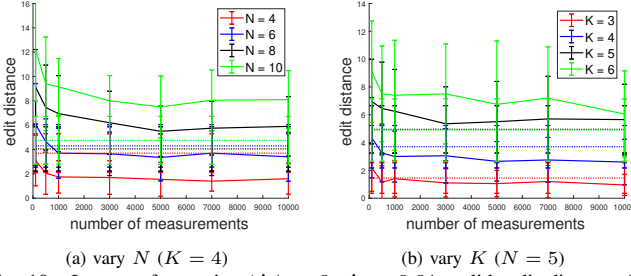 16
14
12
10
8
6
4
2
0
edit distance
0 1000 2000 3000 4000 5000 6000 7000 8000 9000 10000
number of measurements
N = 4
N = 6
N = 8
N = 10
(a) vary N (K = 4)
14
12
10
8
6
4
2
0
edit distance
0 1000 2000 3000 4000 5000 6000 7000 8000 9000 10000
number of measurements
K = 3
K = 4
K = 5
K = 6
(b) vary K (N = 5)